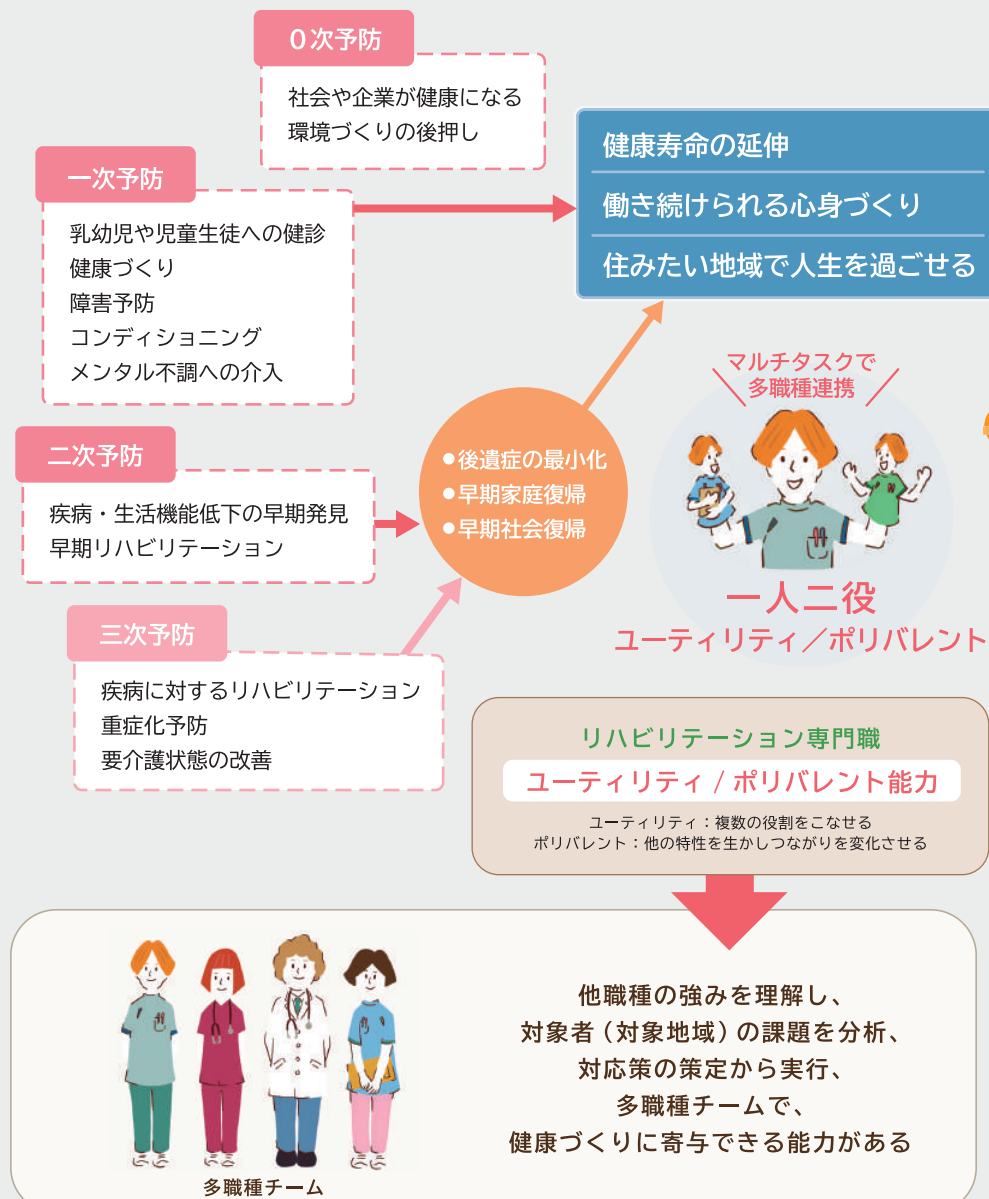 ０次予防
社会や企業が健康になる
環境づくりの後押し
一次予防
乳幼児や児童生徒への健診
健康づくり
障害予防
コンディショニング
メンタル不調への介入
健康寿命の延伸
働き続けられる心身づくり
住みたい地域で人生を過ごせる
二次予防
疾病・生活機能低下の早期発見
早期リハビリテーション
●後遺症の最小化
●早期家庭復帰
●早期社会復帰
マルチタスクで
多職種連携
一人二役
ユーティリティ／ポリバレント
三次予防
疾病に対するリハビリテーション
重症化予防
要介護状態の改善
リハビリテーション専門職
ユーティリティ / ポリバレント能力
ユーティリティ：複数の役割をこなせる
ポリバレント：他の特性を生かしつながりを変化させる
他職種の強みを理解し、
対象者（対象地域）の課題を分析、
対応策の策定から実行、
多職種チームで、
健康づくりに寄与できる能力がある
多職種チーム